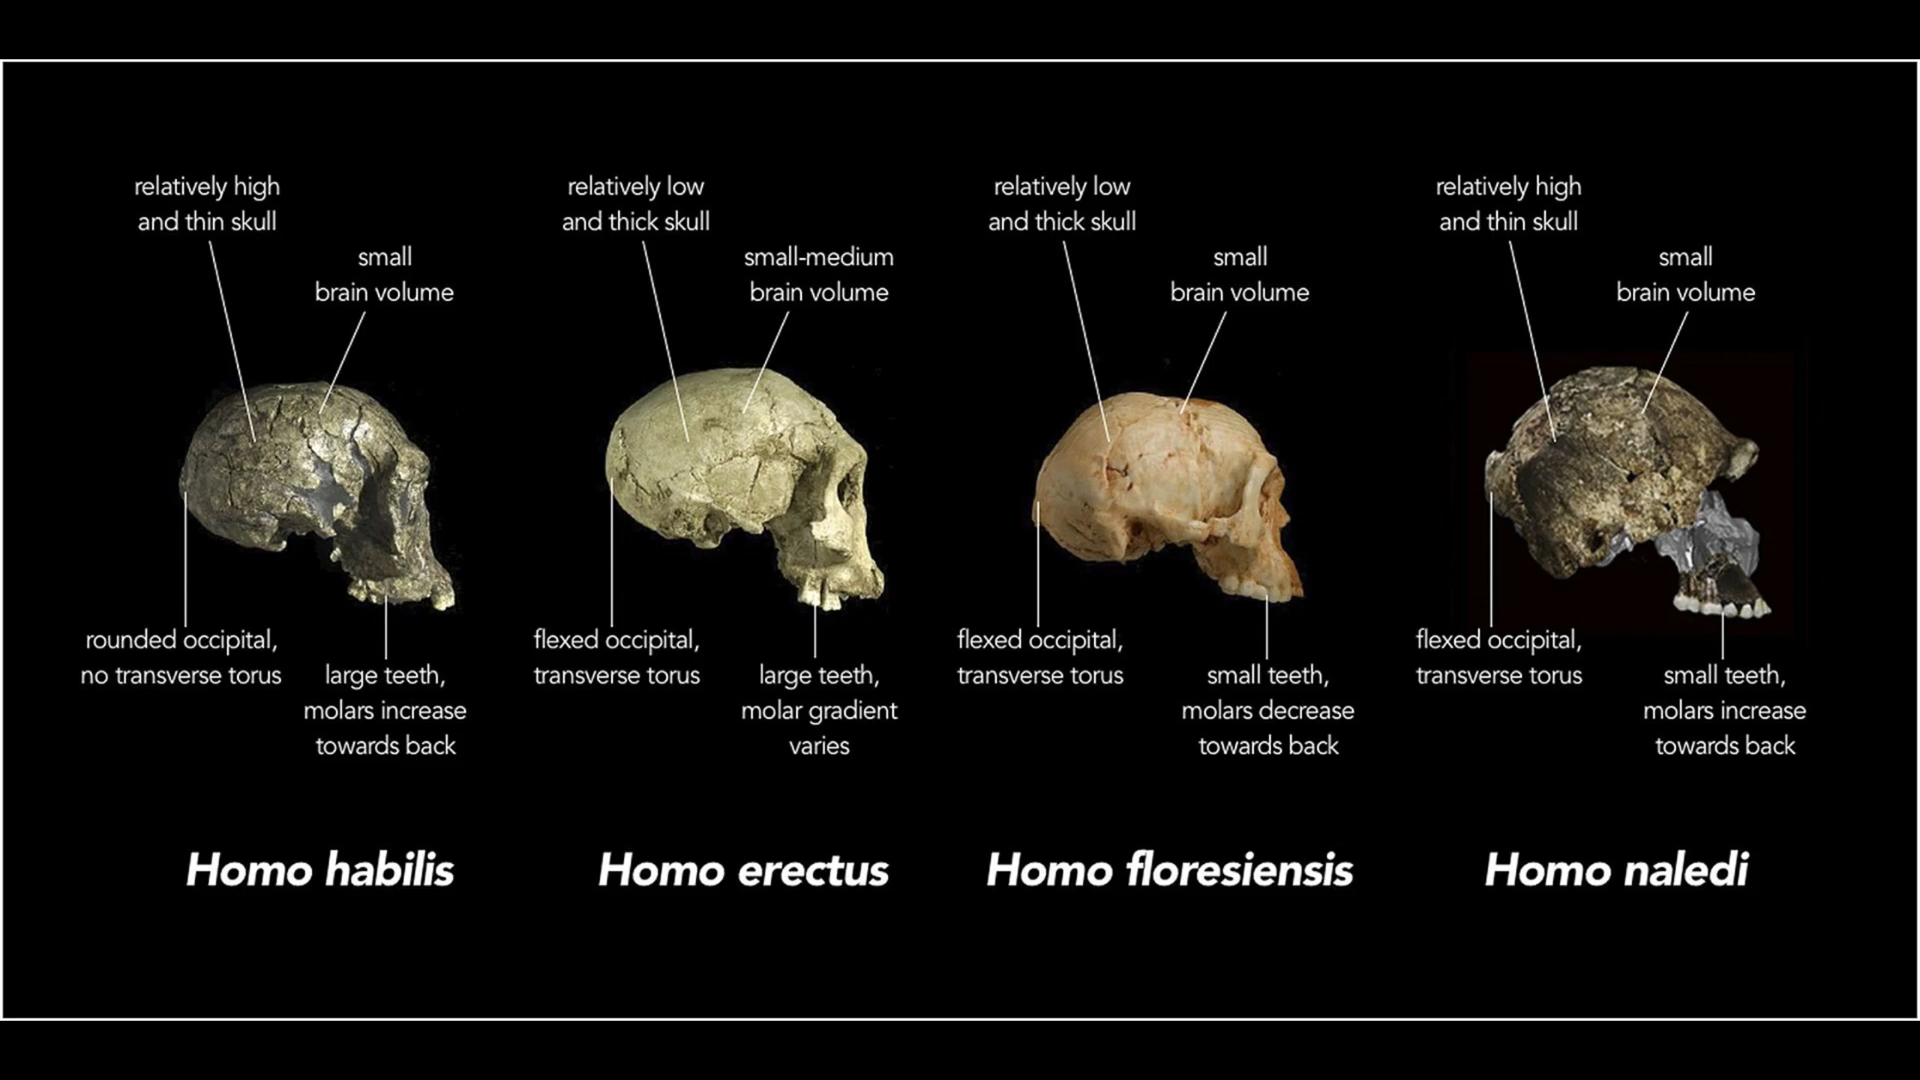 relatively high
and thin skull
small
brain volume
rounded occipital,
no transverse torus
large teeth,
molars increase
towards back
Homo habilis
relatively low
and thick skull
small-medium
brain volume
flexed occipital,
transverse torus
large teeth,
molar gradient
varies
Homo erectus
relatively low
and thick skull
small
brain volume
flexed occipital,
transverse torus
small teeth,
molars decrease
towards back
Homo floresiensis
relatively high
and thin skull
small
brain volume
flexed occipital,
transverse torus
small teeth,
molars increase
towards back
Homo naledi